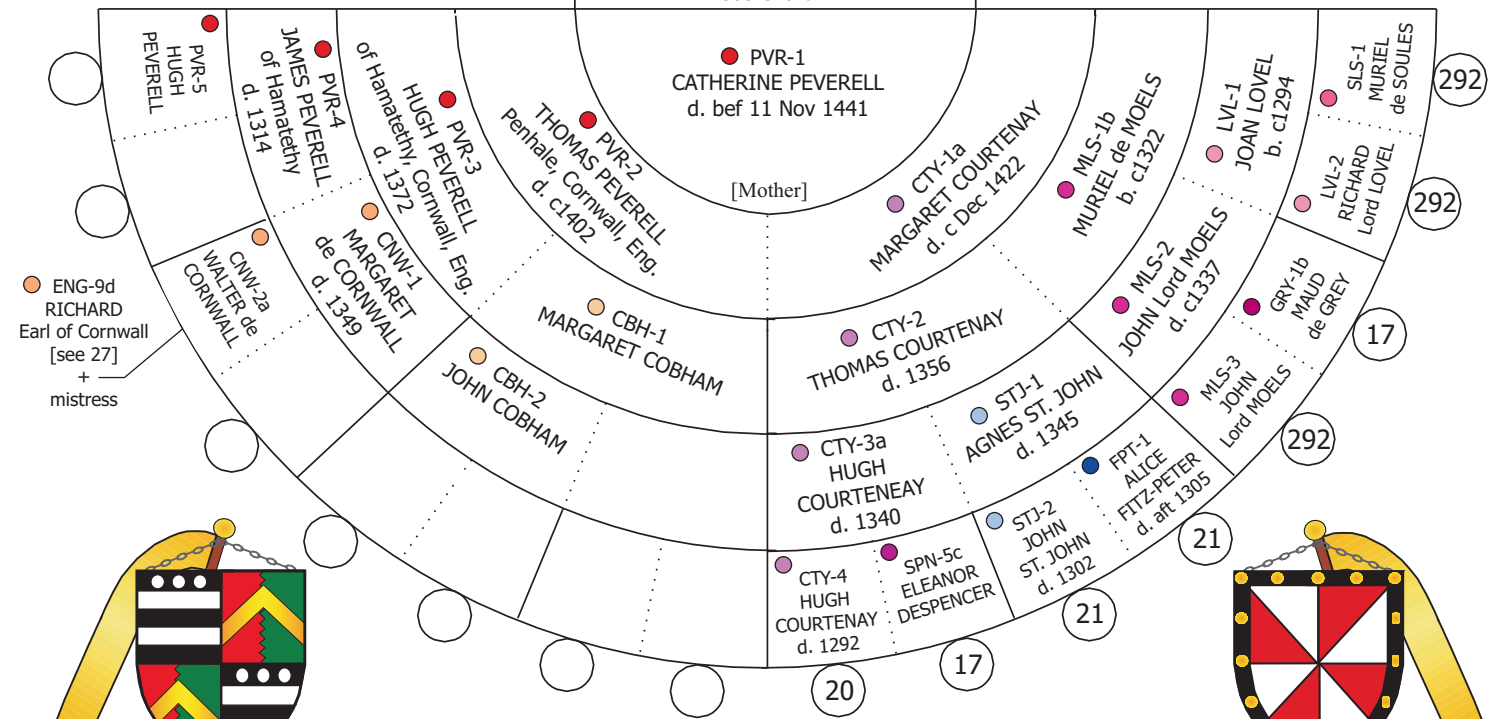 PVR-1
CATHERINE PEVERELL
d. bef 11 Nov 1441
[Mother]
PVR-5
HUGH
PEVERELL
PVR-4
JAMES PEVERELL
of Hamatethy
d. 1314
PVR-3
HUGH PEVERELL
of Hamatethy, Cornwall, Eng.
d. 1372
PVR-2
THOMAS PEVERELL
Penhale, Cornwall, Eng.
d. c1402
CTY-1a
MARGARET COURTENAY
d. c Dec 1422
MLS-1b
MURIEL de MOELS
b. c1322
LVL-1
JOAN LOVEL
b. c1294
SLS-1
MURIEL
de SOULES
292
LVL-2
RICHARD
Lord LOVEL
292
ENG-9d
RICHARD
Earl of Cornwall
[see 27]
+
mistress
CNW-2a
WALTER de
CORNWALL
CNW-1
MARGARET
de CORNWALL
d. 1349
CBH-2
JOHN COBHAM
CBH-1
MARGARET COBHAM
CTY-2
THOMAS COURTENAY
d. 1356
MLS-2
JOHN Lord MOELS
d. c1337
GRY-1b
MAUD
de GREY
17
MLS-3
JOHN
Lord MOELS
292
CTY-3a
HUGH
COURTENEAY
d. 1340
STJ-1
AGNES ST. JOHN
d. 1345
FPT-1
ALICE
FITZ-PETER
d. aft 1305
21
STJ-2
JOHN
ST. JOHN
d. 1302
21
CTY-4
HUGH
COURTENAY
d. 1292
20
SPN-5c
ELEANOR
DESPENCER
17